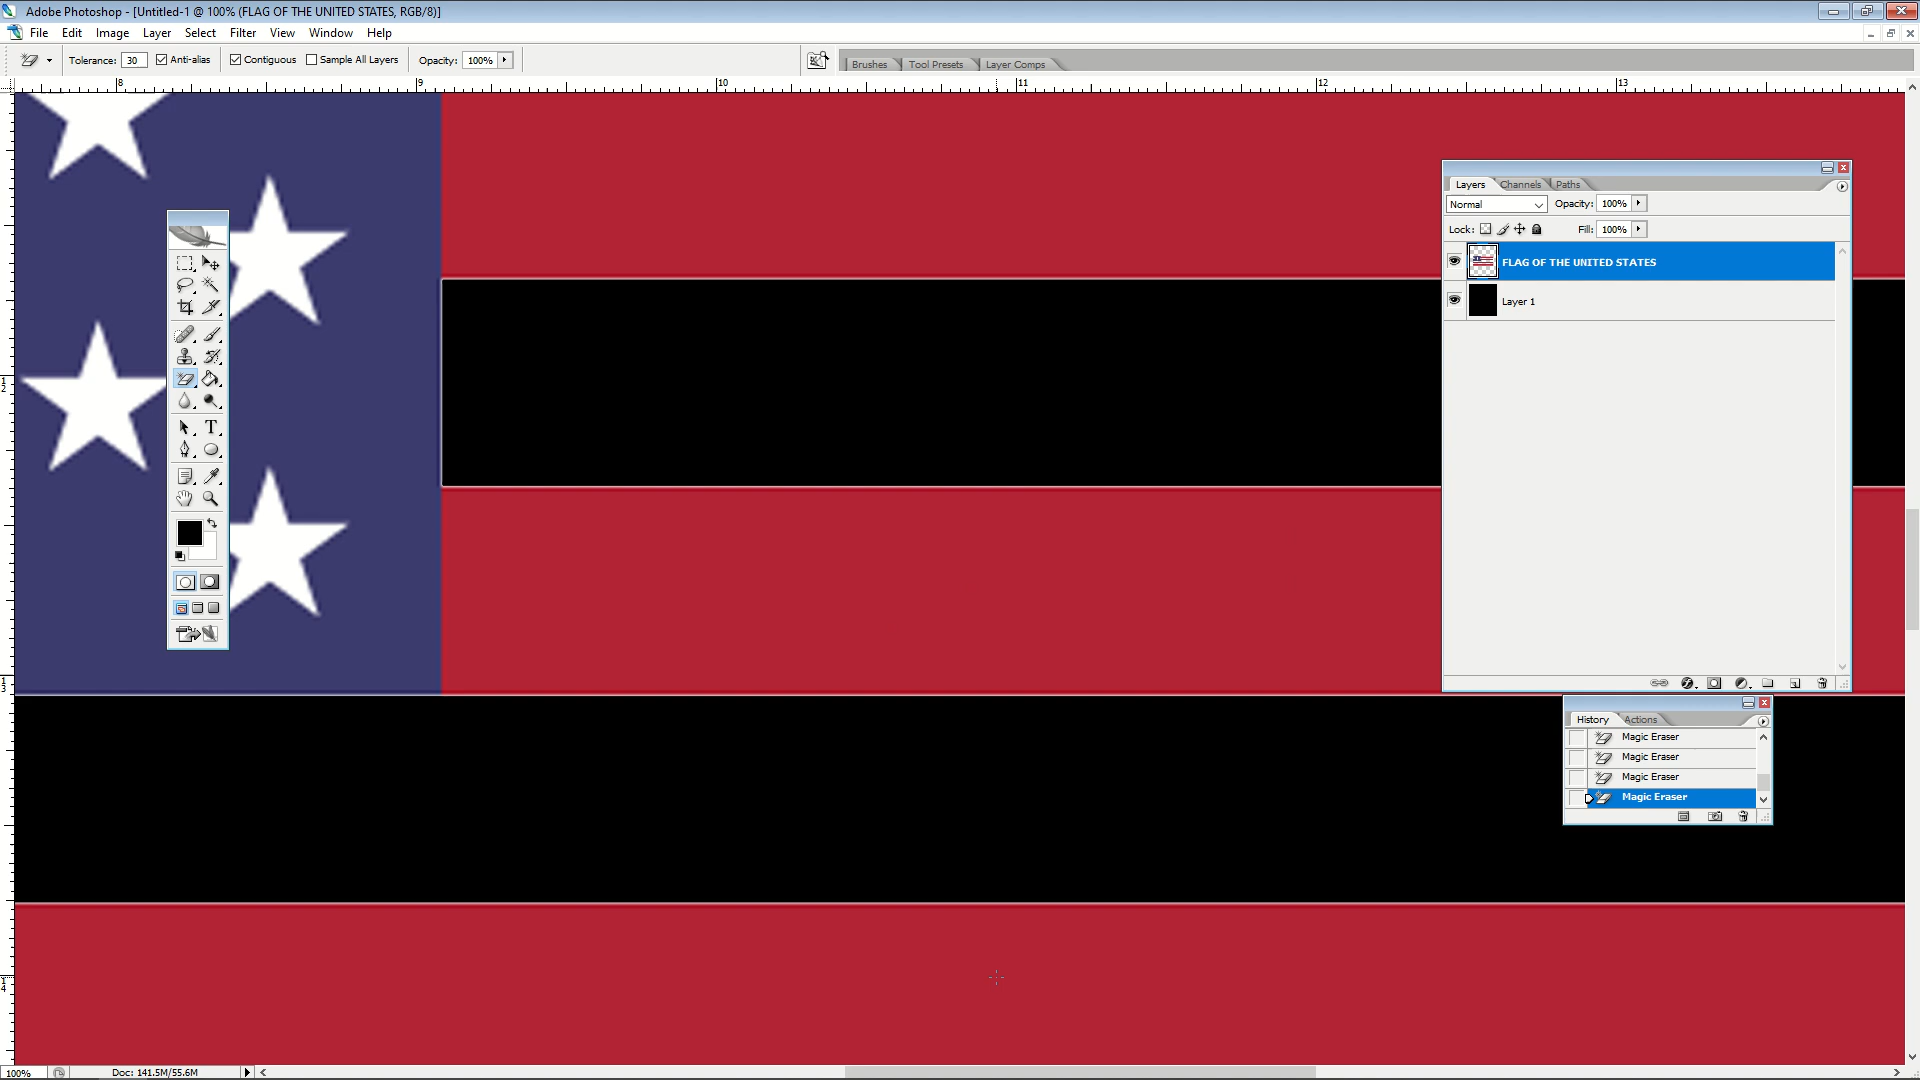 Adobe Photoshop - [Untitled-1 @ 100% (FLAG OF THE UNITED STATES, RGB/8)]
File Edit Image Layer Select Filter View Window Help
Tolerance: 30 Anti-alias Contiguous Sample All Layers Opacity: 100%
Brushes Tool Presets Layer Comps
8 9 10 11 12 13
Layers Channels Paths
Normal Opacity: 100%
Lock: Fill: 100%
FLAG OF THE UNITED STATES
Layer 1
12
T
13
History Actions
Magic Eraser
Magic Eraser
Magic Eraser
Magic Eraser
14
100% Doc: 141.5M/55.6M